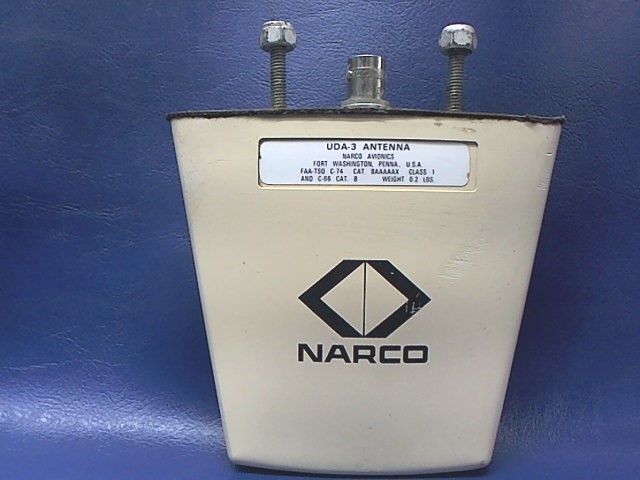 UDA-3 ANTENNA
NARCO AVIONICS
FORT WASHINGTON, PENNA., U.S.A.
FAA-TSO C-74 CAT. BAAAAAX CLASS I
AND C-66 CAT. B WEIGHT 0.2 LBS.
NARCO